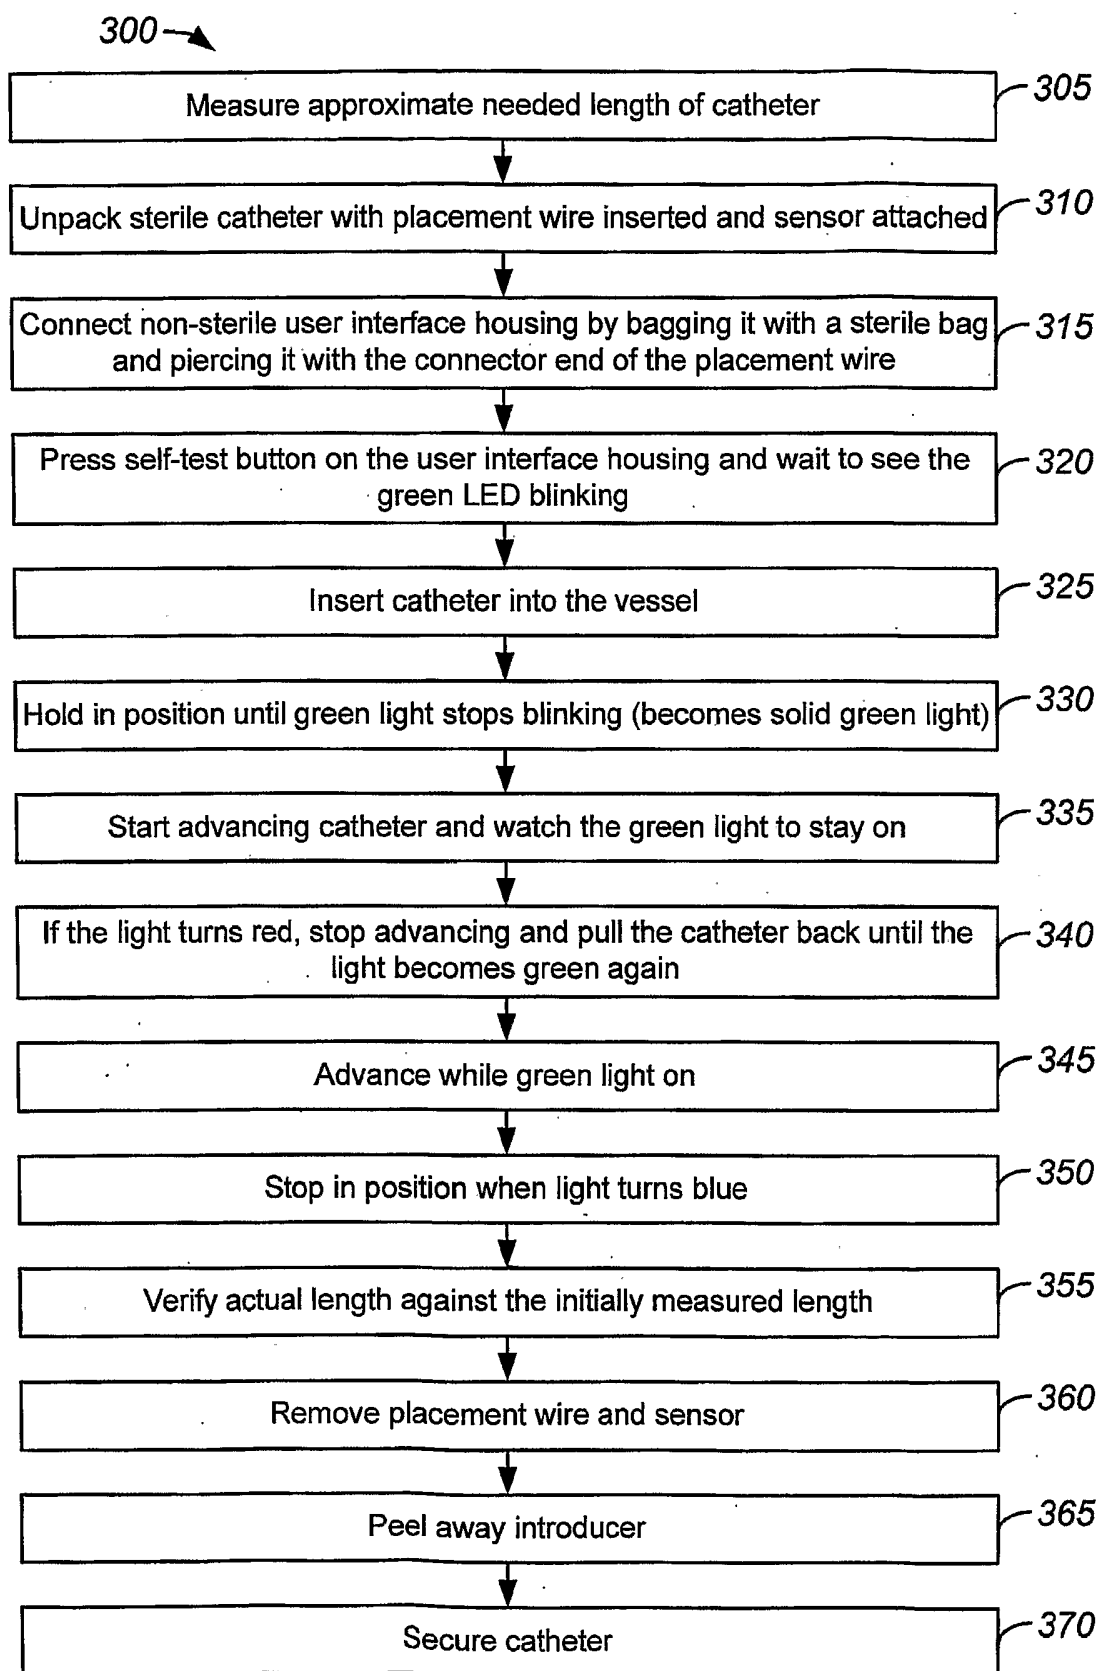 300
Measure approximate needed length of catheter
305
Unpack sterile catheter with placement wire inserted and sensor attached
310
Connect non-sterile user interface housing by bagging it with a sterile bag
and piercing it with the connector end of the placement wire
315
Press self-test button on the user interface housing and wait to see the
green LED blinking
320
Insert catheter into the vessel
325
Hold in position until green light stops blinking (becomes solid green light)
330
Start advancing catheter and watch the green light to stay on
335
If the light turns red, stop advancing and pull the catheter back until the
light becomes green again
340
Advance while green light on
345
Stop in position when light turns blue
350
Verify actual length against the initially measured length
355
Remove placement wire and sensor
360
Peel away introducer
365
Secure catheter
370